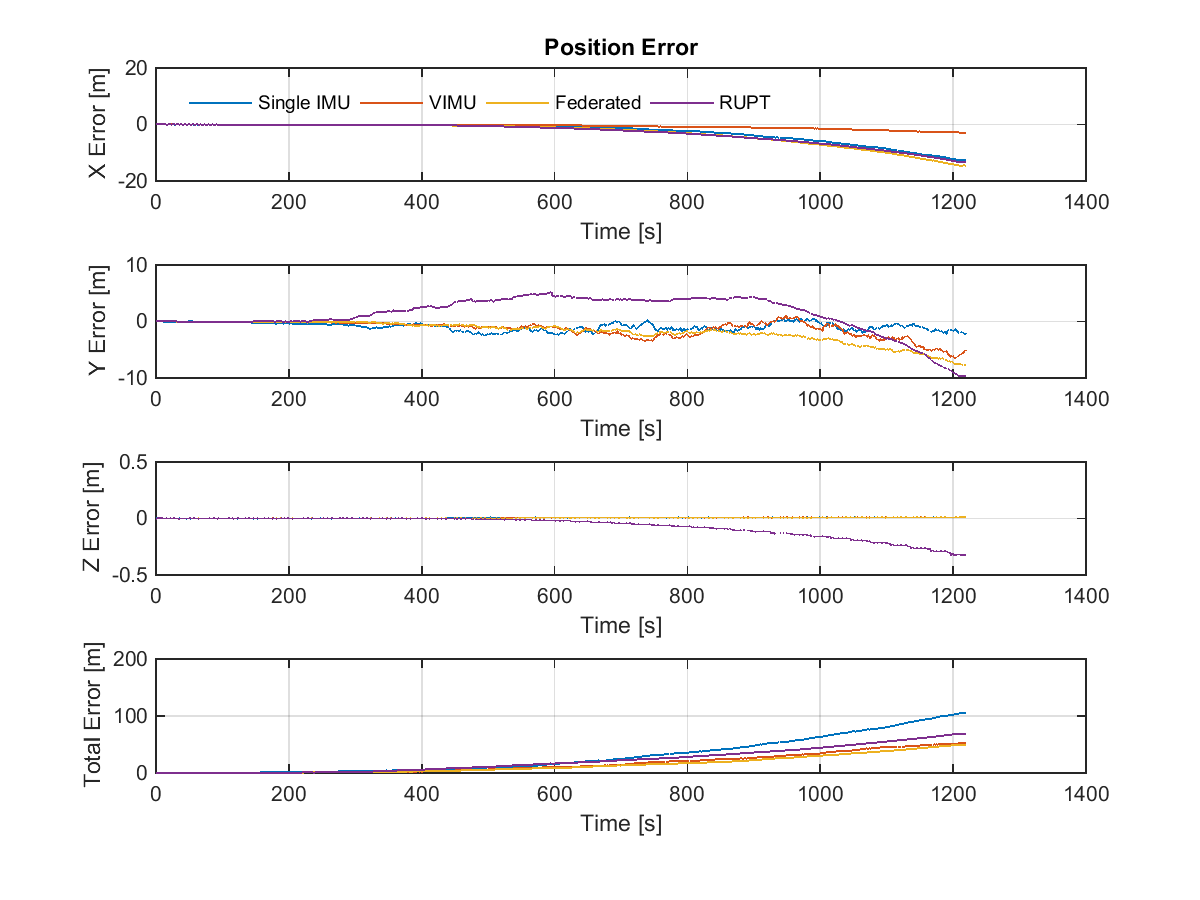 Position Error
X Error [m]
20
0
-20
Single IMU VIMU Federated RUPT
0 200 400 600 800 1000 1200 1400
Time [s]
Y Error [m]
10
0
-10
0 200 400 600 800 1000 1200 1400
Time [s]
Z Error [m]
0.5
0
-0.5
0 200 400 600 800 1000 1200 1400
Time [s]
Total Error [m]
200
100
0
0 200 400 600 800 1000 1200 1400
Time [s]